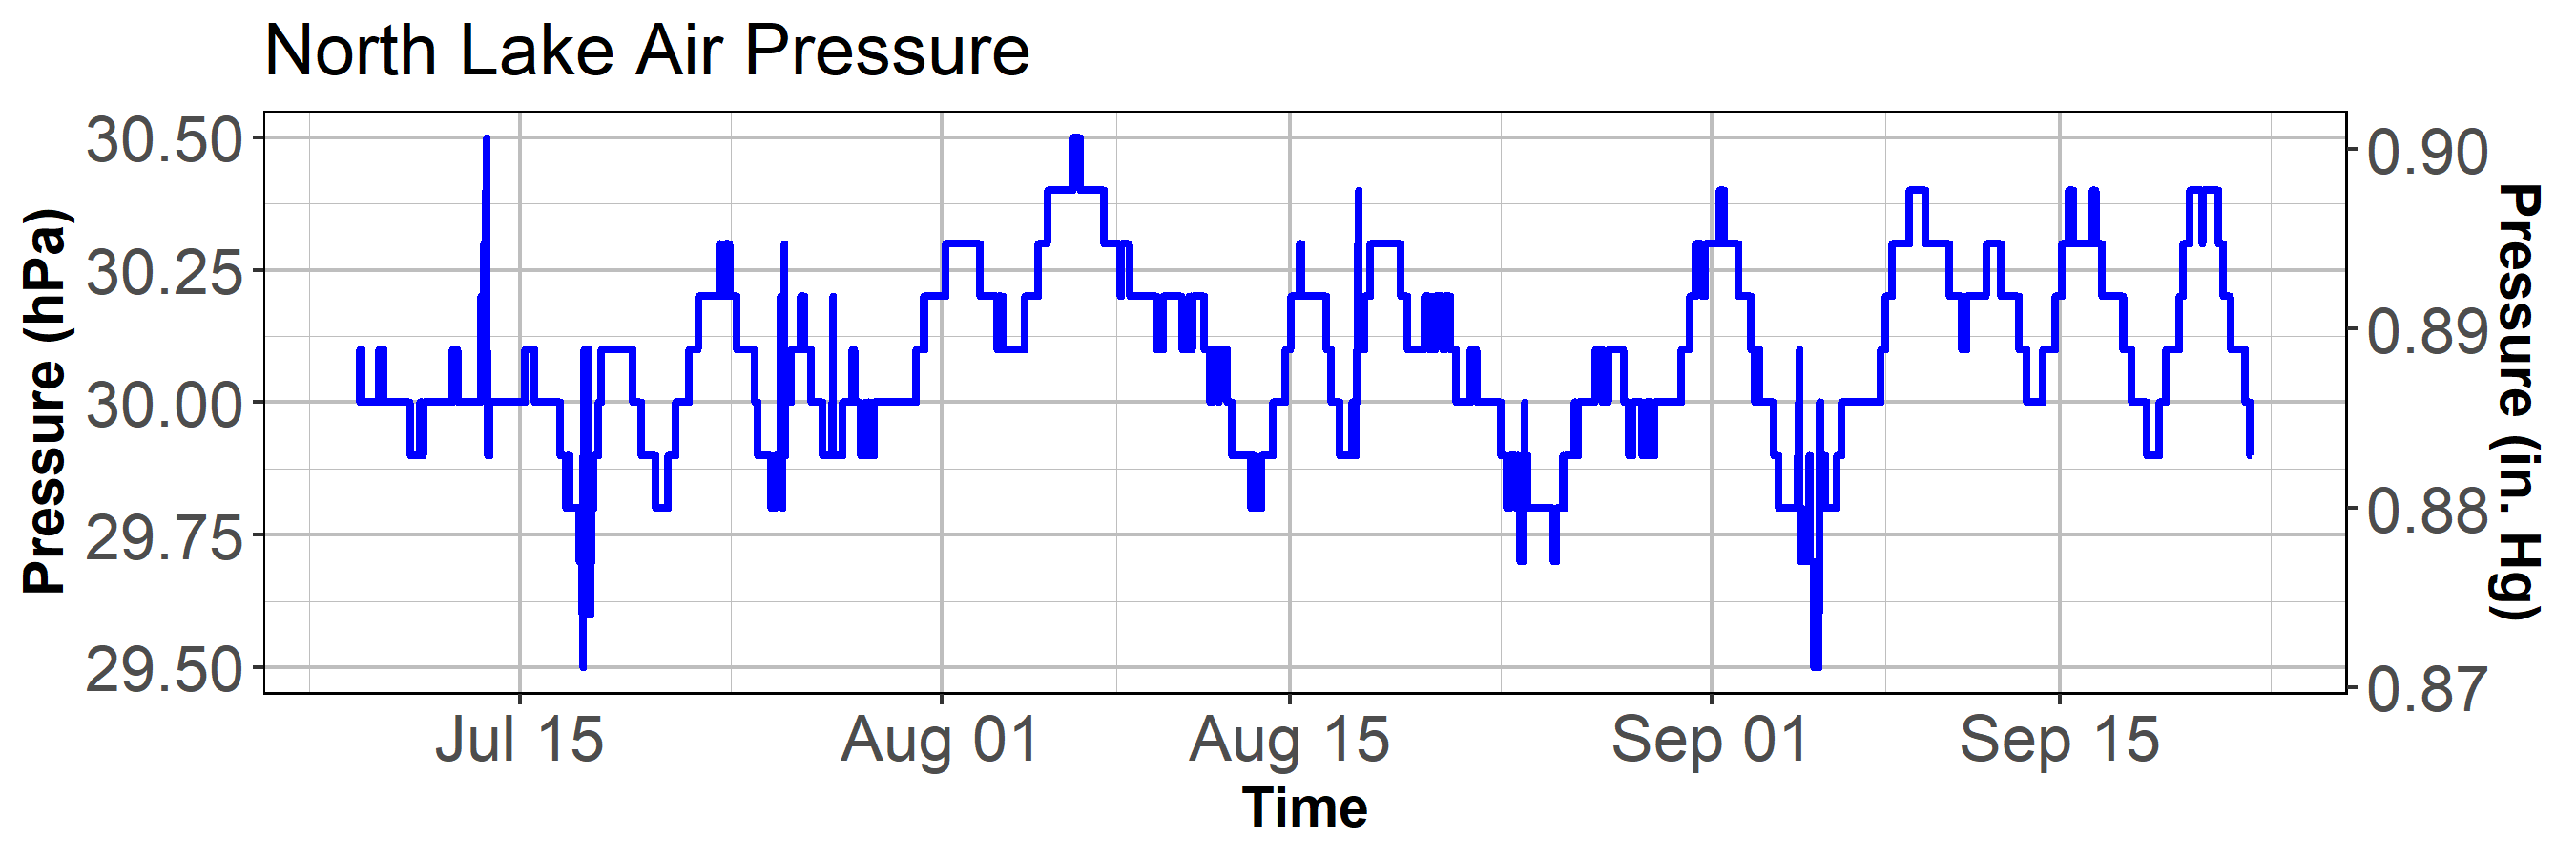 North Lake Air Pressure
Pressure (hPa)
30.50
30.25
30.00
29.75
29.50
0.90
0.89
0.88
0.87
Pressure (in. Hg)
Jul 15 Aug 01 Aug 15 Sep 01 Sep 15
Time